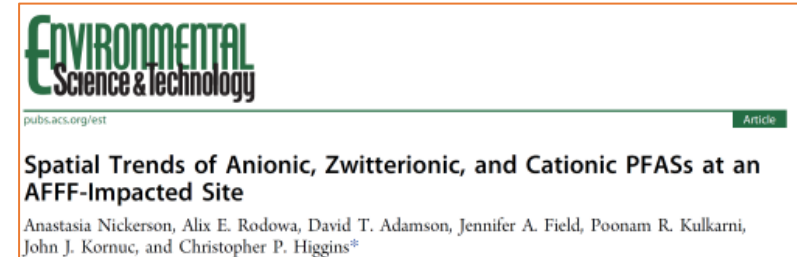 ENVIRONMENTAL
Science & Technology
pubs.acs.org/est
Article
Spatial Trends of Anionic, Zwitterionic, and Cationic PFASs at an
AFFF-Impacted Site
Anastasia Nickerson, Alix E. Rodowa, David T. Adamson, Jennifer A. Field, Poonam R. Kulkarni,
John J. Kornuc, and Christopher P. Higgins*